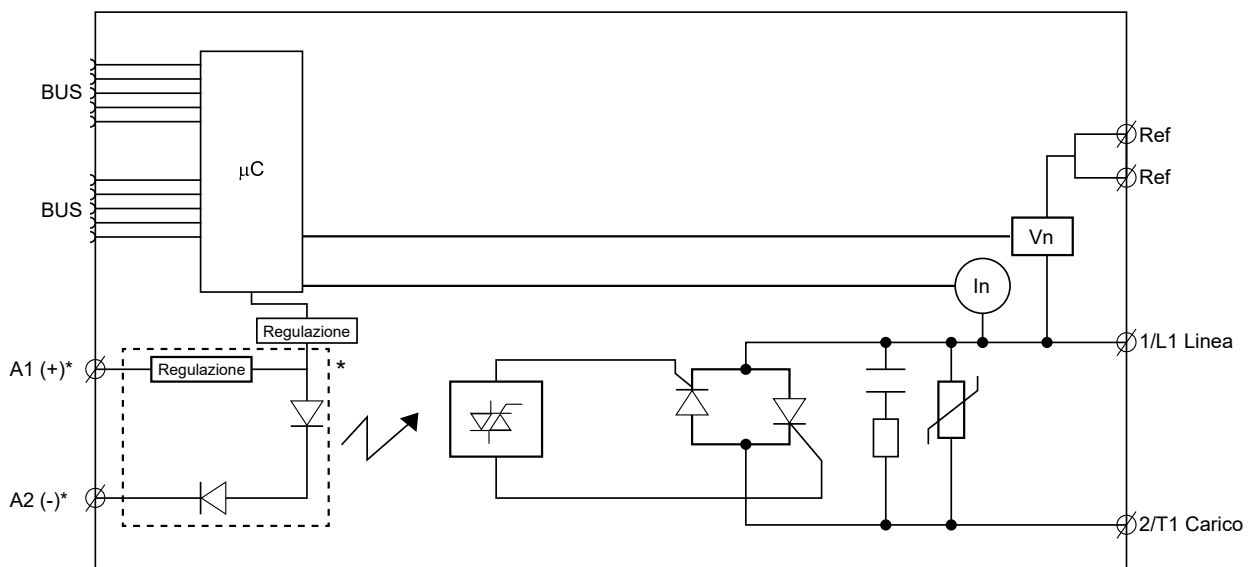 BUS
BUS
μC
Ref
Ref
Vn
In
Regulazione
1/L1 Linea
A1 (+)*
Regulazione
*
A2 (-)*
2/T1 Carico